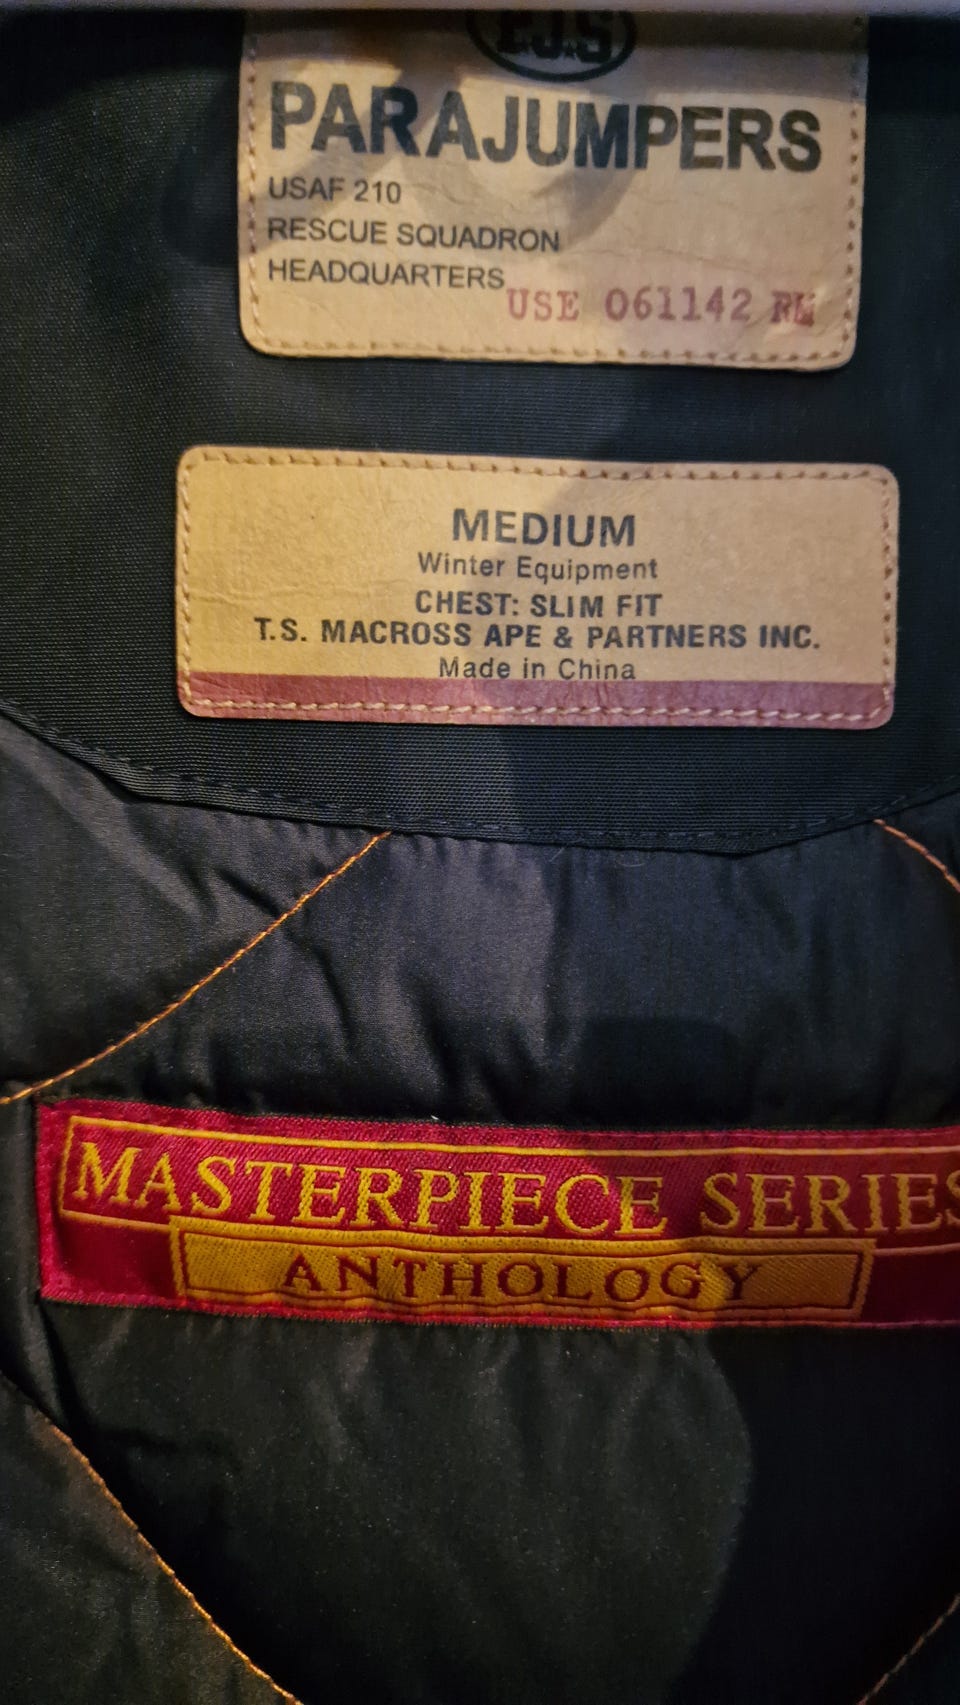 P.J.S
PARAJUMPERS
USAF 210
RESCUE SQUADRON
HEADQUARTERS
USE 061142 RM
MEDIUM
Winter Equipment
CHEST: SLIM FIT
T.S. MACROSS APE & PARTNERS INC.
Made in China
MASTERPIECE SERIES
ANTHOLOGY